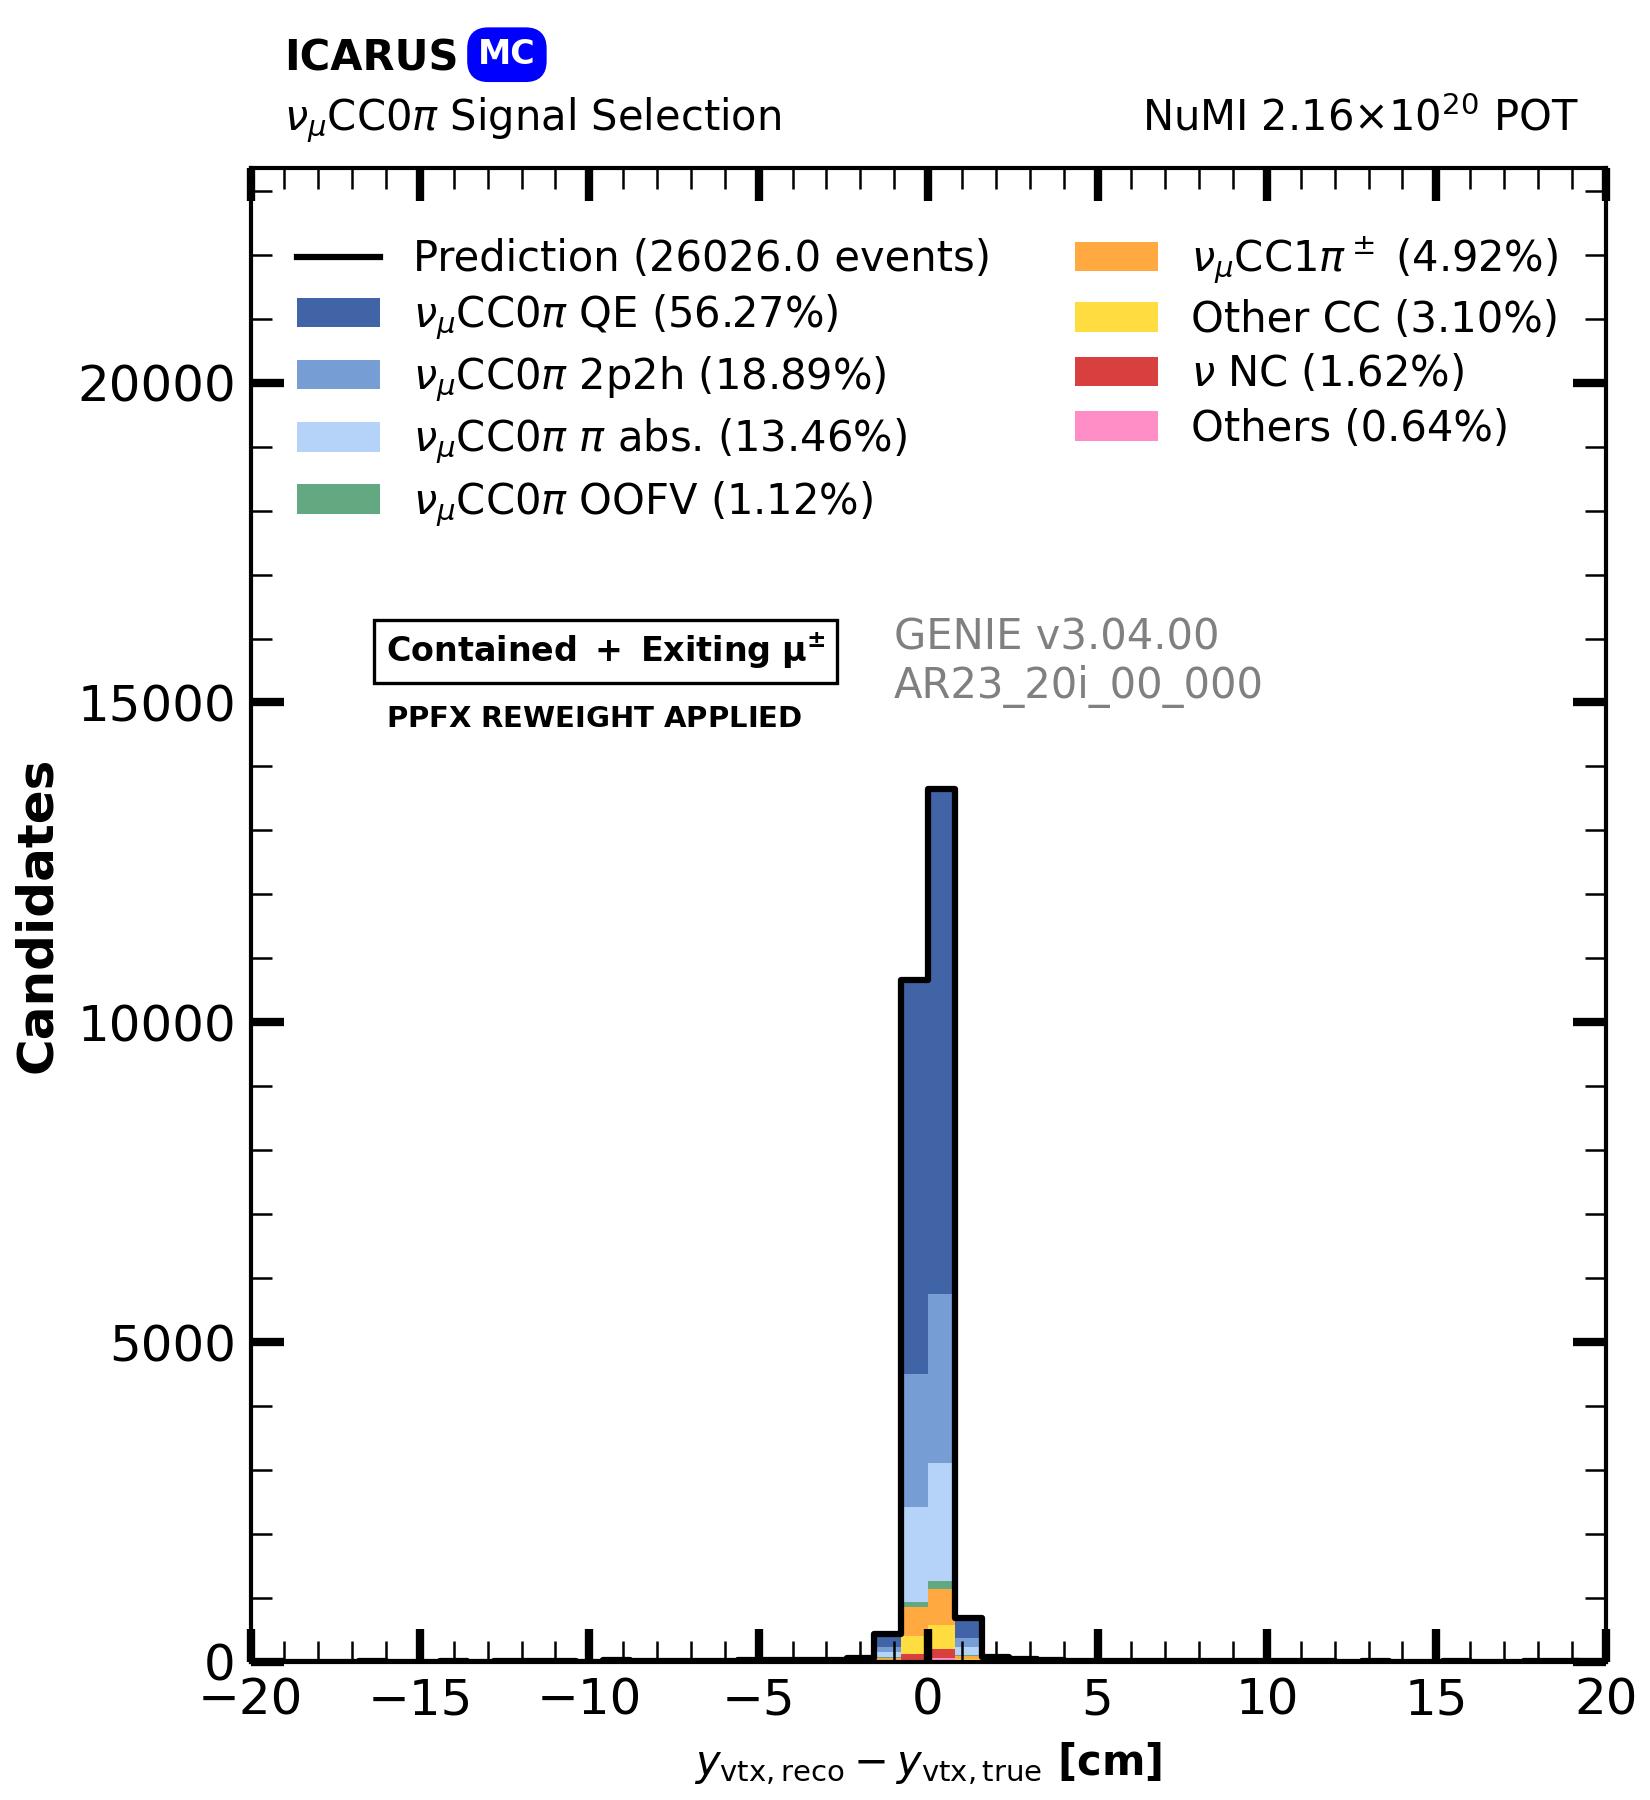 ICARUS MC
νμCC0π Signal Selection
NuMI 2.16×10²⁰ POT
Prediction (26026.0 events)
νμCC0π QE (56.27%)
νμCC0π 2p2h (18.89%)
νμCC0π π abs. (13.46%)
νμCC0π OOFV (1.12%)
νμCC1π± (4.92%)
Other CC (3.10%)
ν NC (1.62%)
Others (0.64%)
Contained + Exiting μ±
PPFX REWEIGHT APPLIED
GENIE v3.04.00
AR23_20i_00_000
Candidates
20000
15000
10000
5000
0
−20 −15 −10 −5 0 5 10 15 20
y vtx, reco − y vtx, true [cm]